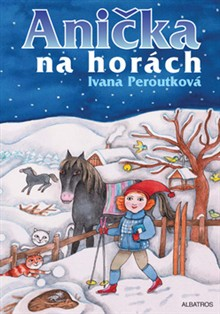 Anička
na horách
Ivana Peroutková
ALBATROS